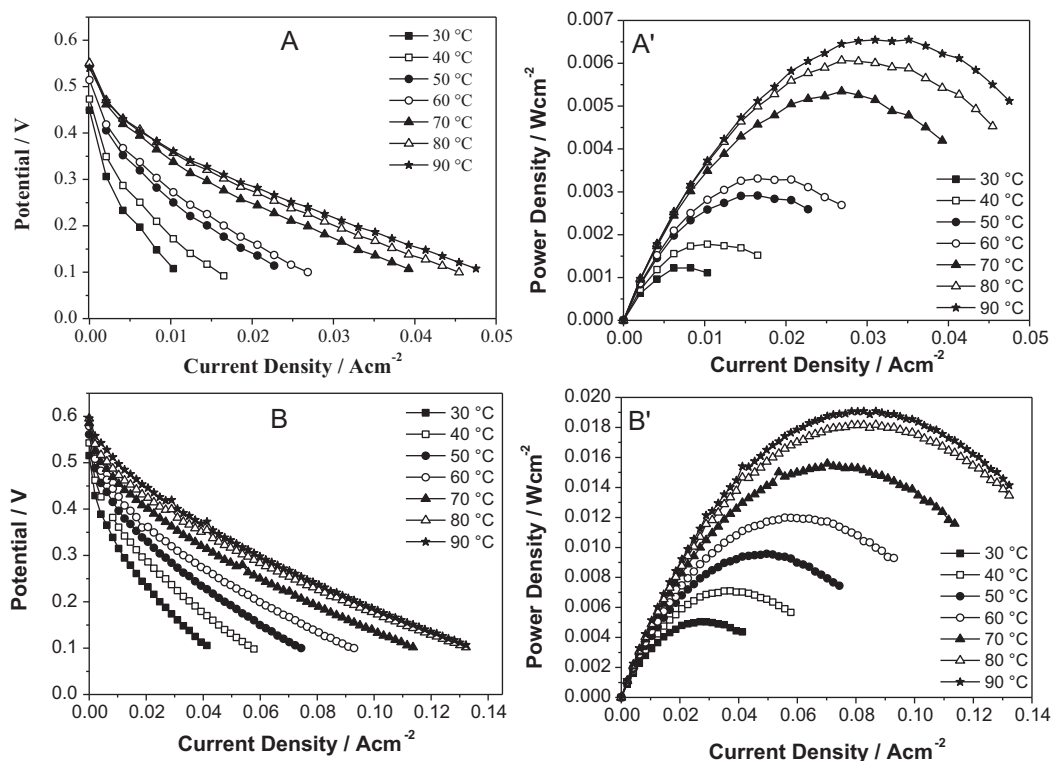 A
0.6
0.5
0.4
0.3
0.2
0.1
0.0
Potential / V
30 °C
40 °C
50 °C
60 °C
70 °C
80 °C
90 °C
0.00 0.01 0.02 0.03 0.04 0.05
Current Density / Acm⁻²
A'
0.007
0.006
0.005
0.004
0.003
0.002
0.001
0.000
Power Density / Wcm⁻²
30 °C
40 °C
50 °C
60 °C
70 °C
80 °C
90 °C
0.00 0.01 0.02 0.03 0.04 0.05
Current Density / Acm⁻²
B
0.6
0.5
0.4
0.3
0.2
0.1
0.0
Potential / V
30 °C
40 °C
50 °C
60 °C
70 °C
80 °C
90 °C
0.00 0.02 0.04 0.06 0.08 0.10 0.12 0.14
Current Density / Acm⁻²
B'
0.020
0.018
0.016
0.014
0.012
0.010
0.008
0.006
0.004
0.002
0.000
Power Density / Wcm⁻²
30 °C
40 °C
50 °C
60 °C
70 °C
80 °C
90 °C
0.00 0.02 0.04 0.06 0.08 0.10 0.12 0.14
Current Density / Acm⁻²